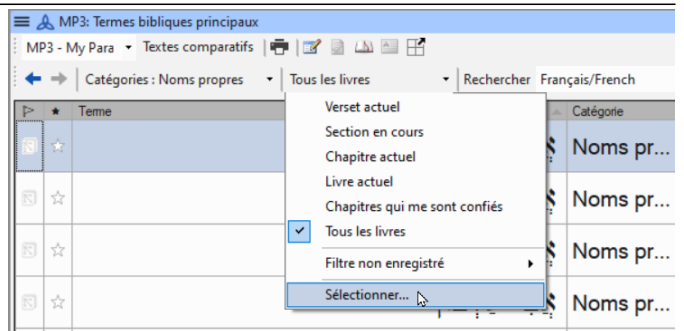 MP3: Termes bibliques principaux
MP3 - My Para Textes comparatifs
Catégories : Noms propres Tous les livres Rechercher Français/French
Terme Catégorie
Verset actuel
Section en cours
Chapitre actuel
Livre actuel
Chapitres qui me sont confiés
Tous les livres
Filtre non enregistré
Sélectionner...
Noms pr...
Noms pr...
Noms pr...
Noms pr...